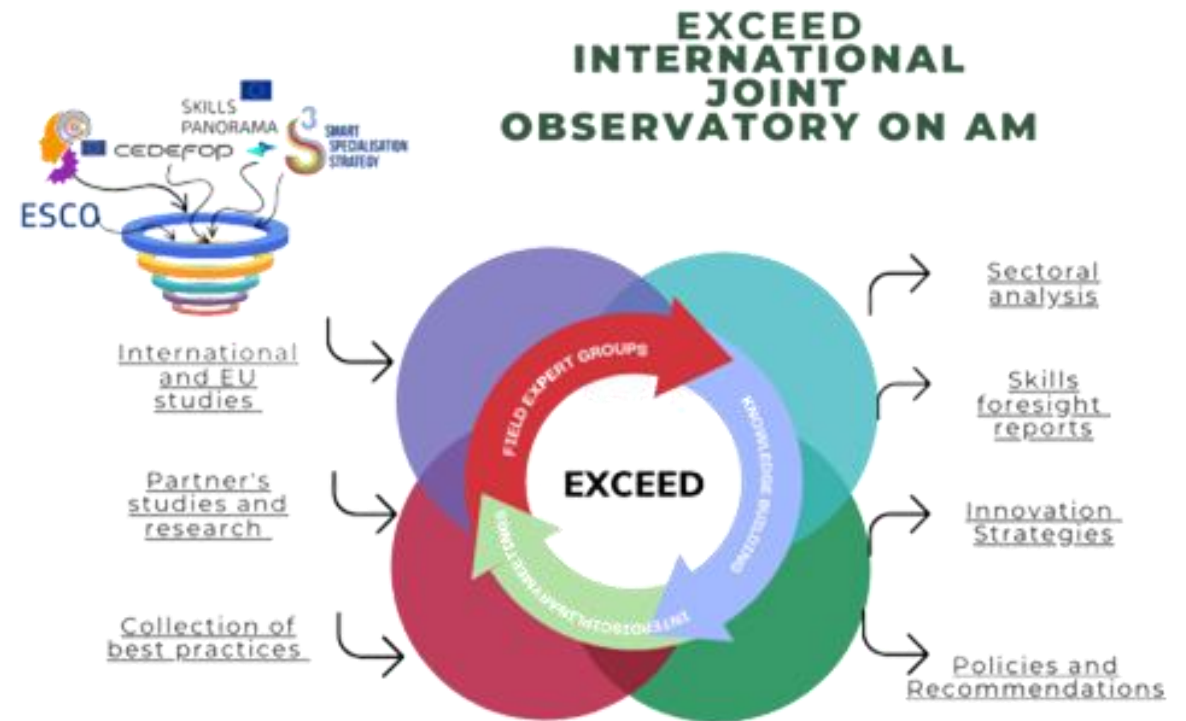 EXCEED
INTERNATIONAL
JOINT
OBSERVATORY ON AM
SKILLS
PANORAMA
CEDEFOP
S3
SMART
SPECIALISATION
STRATEGY
ESCO
International
and EU
studies
Partner's
studies and
research
Collection of
best practices
FIELD EXPERT GROUPS
KNOWLEDGE BUILDING
INTERDISCIPLINARYMEETINGS
EXCEED
Sectoral
analysis
Skills
foresight
reports
Innovation
Strategies
Policies and
Recommendations